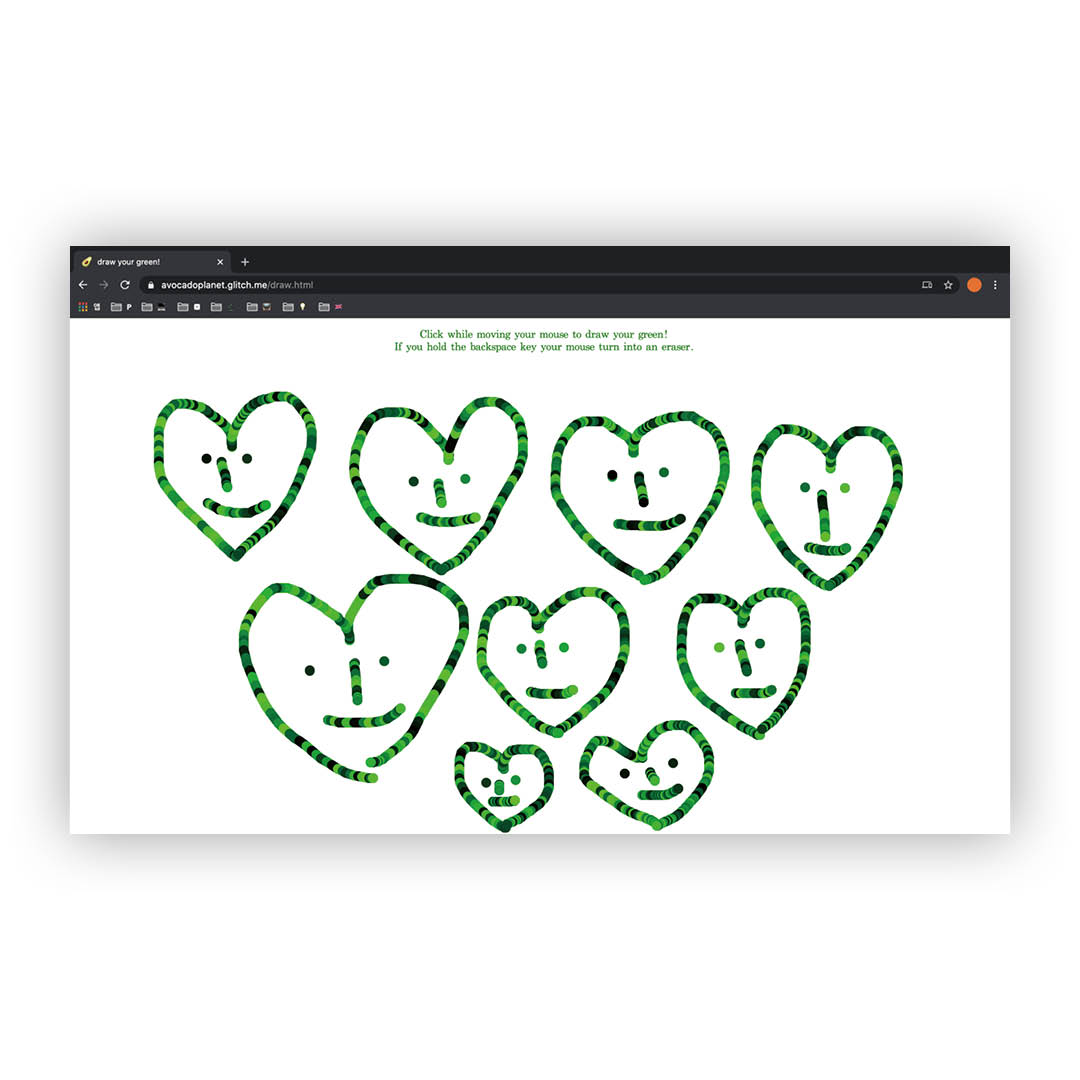 draw your green!
avocadoplanet.glitch.me/draw.html
P
Click while moving your mouse to draw your green!
If you hold the backspace key your mouse turn into an eraser.